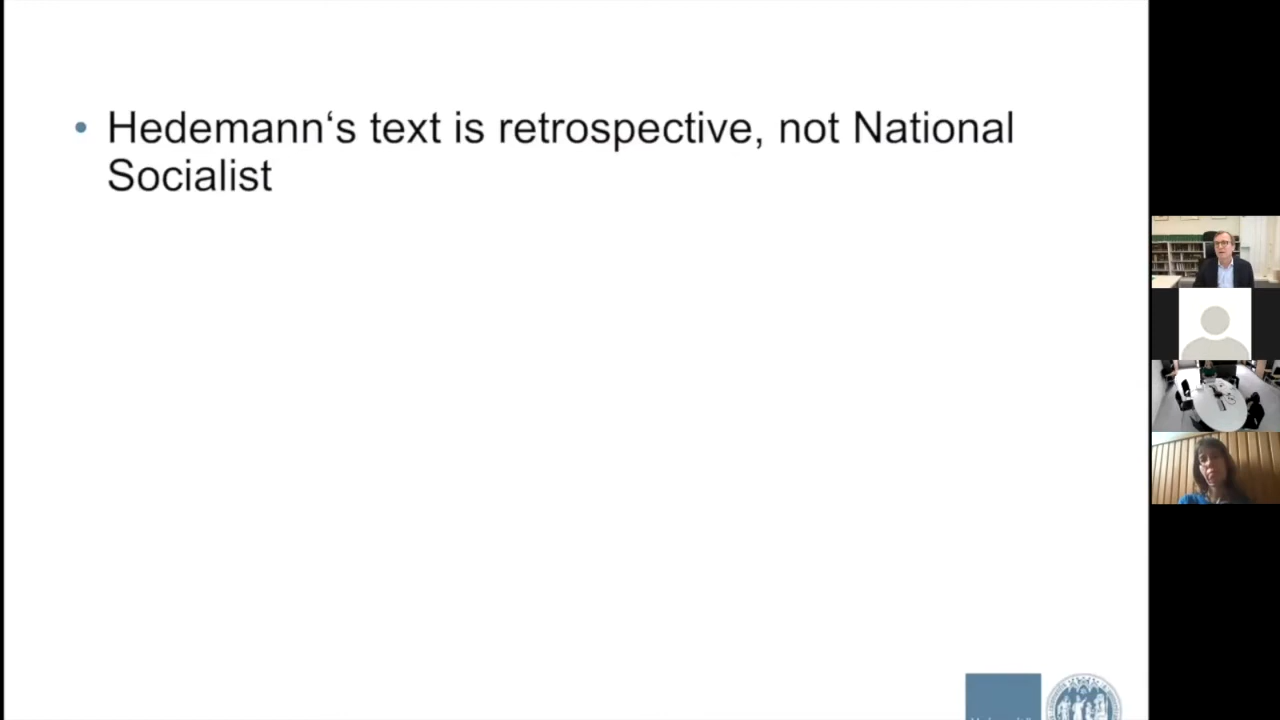 • Hedemann‘s text is retrospective, not National
Socialist